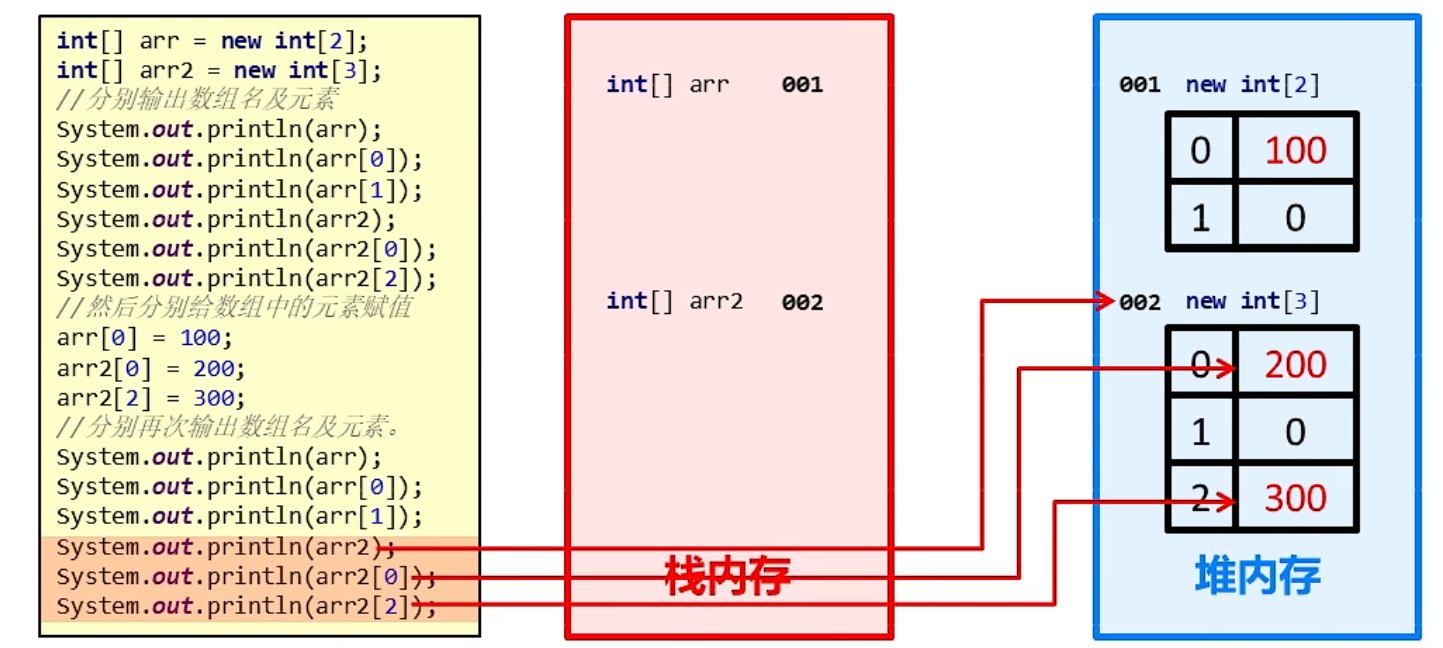 int[] arr = new int[2];
int[] arr2 = new int[3];
//分别输出数组名及元素
System.out.println(arr);
System.out.println(arr[0]);
System.out.println(arr[1]);
System.out.println(arr2);
System.out.println(arr2[0]);
System.out.println(arr2[2]);
//然后分别给数组中的元素赋值
arr[0] = 100;
arr2[0] = 200;
arr2[2] = 300;
//分别再次输出数组名及元素。
System.out.println(arr);
System.out.println(arr[0]);
System.out.println(arr[1]);
System.out.println(arr2);
System.out.println(arr2[0]);
System.out.println(arr2[2]);
int[] arr 001
int[] arr2 002
栈内存
001 new int[2]
0 100
1 0
002 new int[3]
0 200
1 0
2 300
堆内存